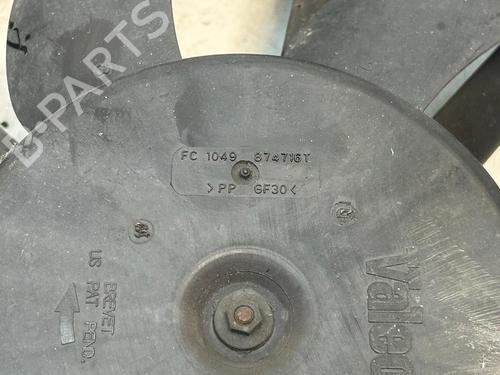 B-PARTS
FC 1049 874716T
>PP GF30<
Valeo
BREVET
US PAT PEND.